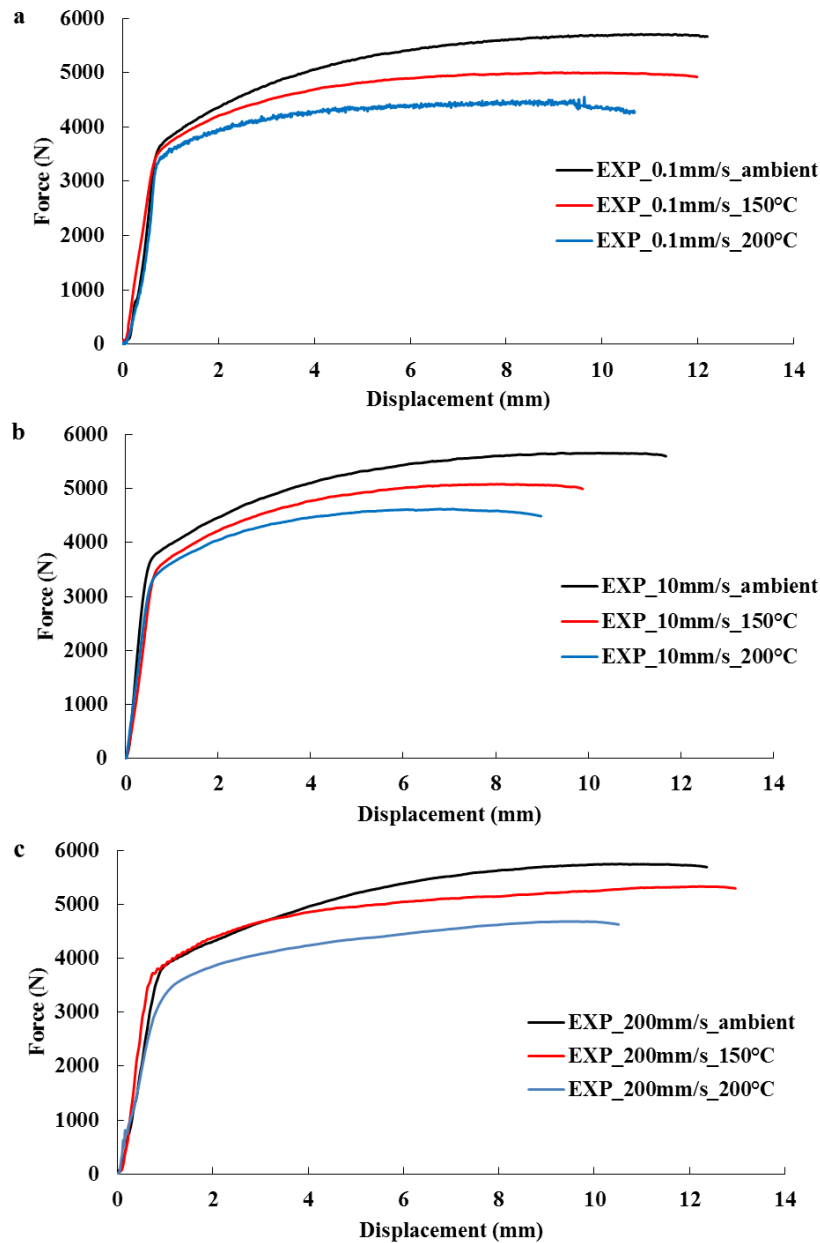 a
6000
5000
4000
3000
2000
1000
0
Force (N)
EXP_0.1mm/s_ambient
EXP_0.1mm/s_150°C
EXP_0.1mm/s_200°C
0 2 4 6 8 10 12 14
Displacement (mm)
b
6000
5000
4000
3000
2000
1000
0
Force (N)
EXP_10mm/s_ambient
EXP_10mm/s_150°C
EXP_10mm/s_200°C
0 2 4 6 8 10 12 14
Displacement (mm)
c
6000
5000
4000
3000
2000
1000
0
Force (N)
EXP_200mm/s_ambient
EXP_200mm/s_150°C
EXP_200mm/s_200°C
0 2 4 6 8 10 12 14
Displacement (mm)